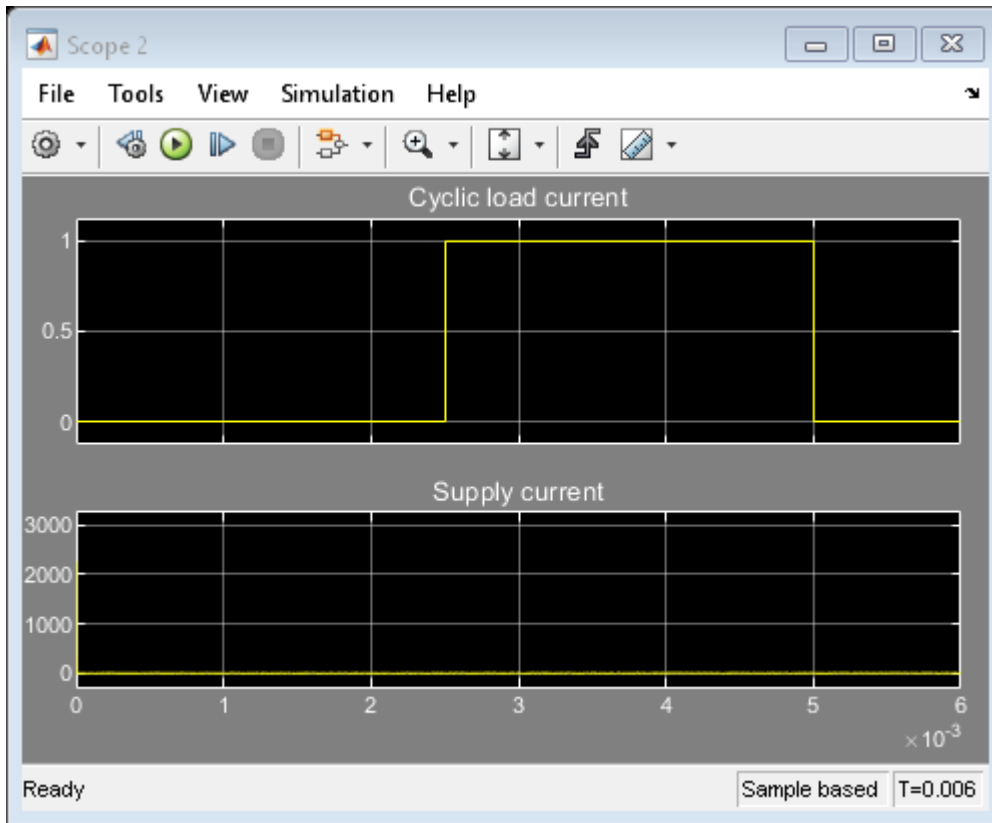 Scope 2
File Tools View Simulation Help
Cyclic load current
1
0.5
0
Supply current
3000
2000
1000
0
0 1 2 3 4 5 6
×10-3
Ready Sample based T=0.006